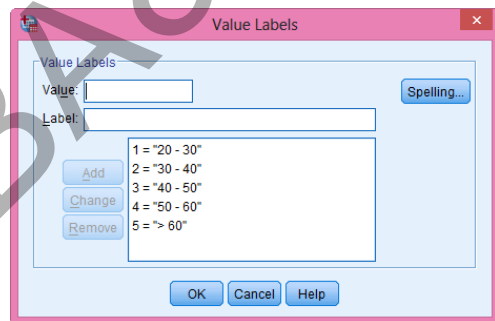 Value Labels
Value Labels
Value:
Spelling...
Label:
1 = "20 - 30"
Add
2 = "30 - 40"
3 = "40 - 50"
Change
4 = "50 - 60"
Remove
5 = "> 60"
OK Cancel Help